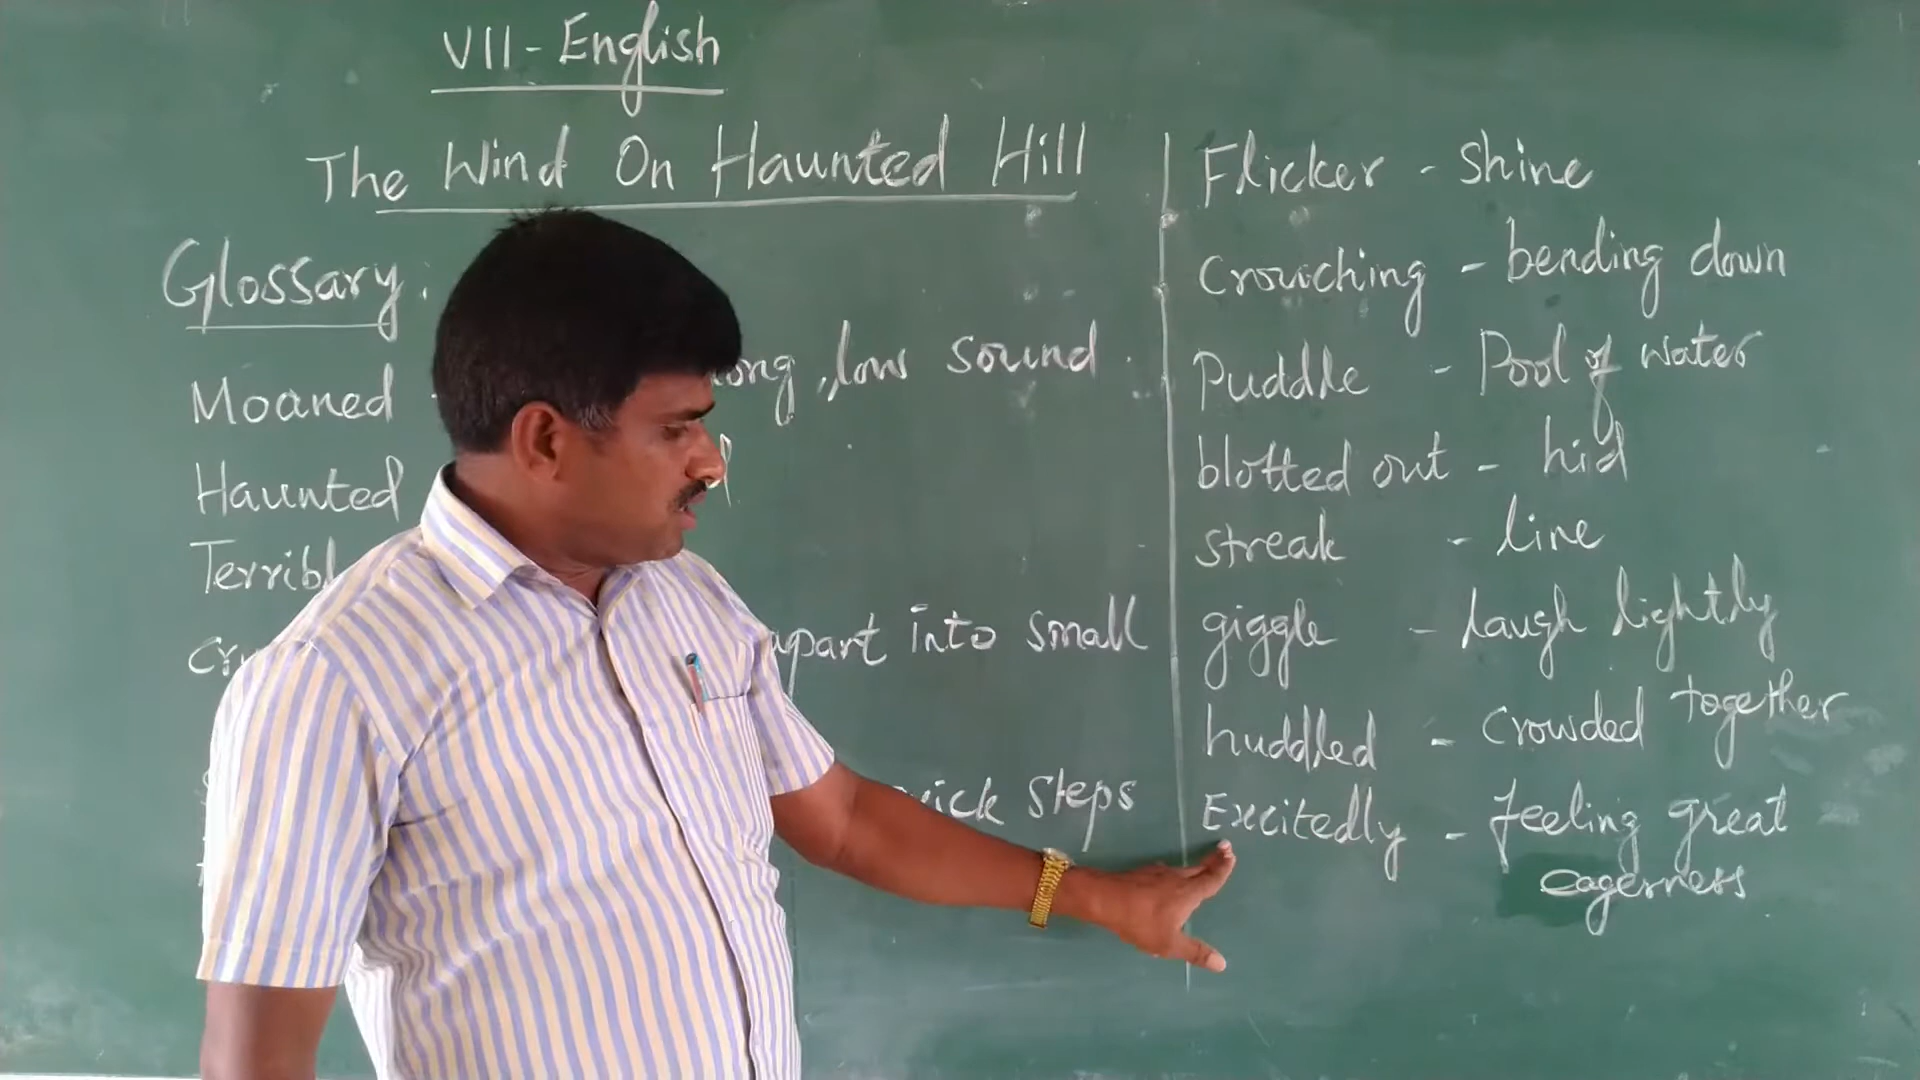 VII - English
The Wind On Haunted Hill
Glossary :
Moaned - long, low sound.
Haunted
apart into small
steps
Flicker - Shine
Crouching - bending down
Puddle - Pool of water
blotted out - hid
streak - line
giggle - Laugh lightly
huddled - Crowded together
Excitedly - feeling great
eagerness